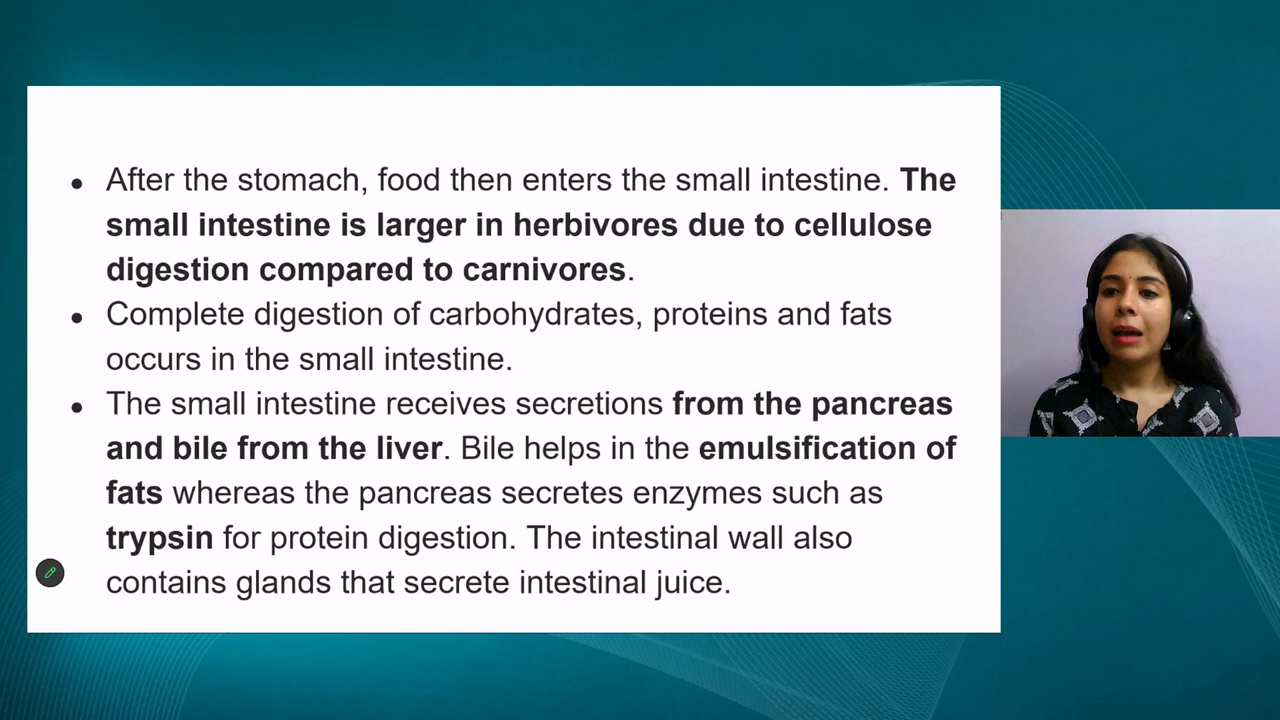 After the stomach, food then enters the small intestine. The
small intestine is larger in herbivores due to cellulose
digestion compared to carnivores.
Complete digestion of carbohydrates, proteins and fats
occurs in the small intestine.
The small intestine receives secretions from the pancreas
and bile from the liver. Bile helps in the emulsification of
fats whereas the pancreas secretes enzymes such as
trypsin for protein digestion. The intestinal wall also
contains glands that secrete intestinal juice.